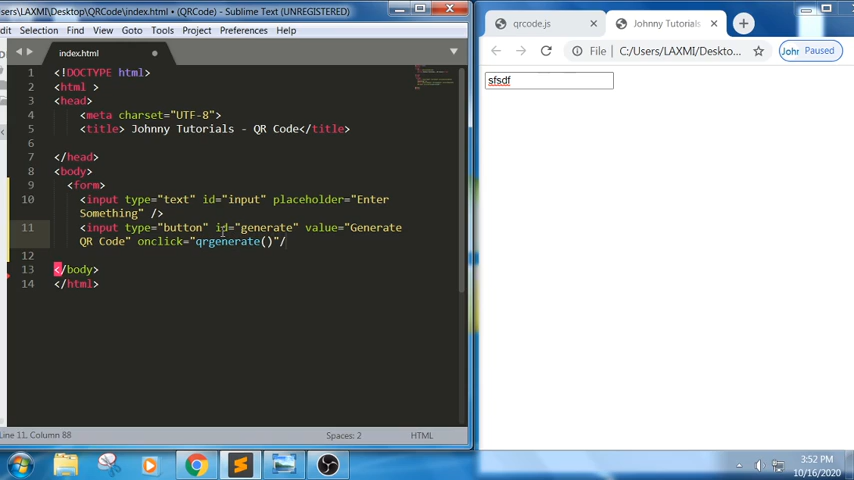 ers\LAXMI\Desktop\QRCode\index.html • (QRCode) - Sublime Text (UNREGISTERED)
dit Selection Find View Goto Tools Project Preferences Help
index.html
1 <!DOCTYPE html>
2 <html >
3 <head>
4 <meta charset="UTF-8">
5 <title> Johnny Tutorials - QR Code</title>
6
7 </head>
8 <body>
9 <form>
10 <input type="text" id="input" placeholder="Enter
Something" />
11 <input type="button" id="generate" value="Generate
QR Code" onclick="qrgenerate()"/
12
13 </body>
14 </html>
Line 11, Column 88 Spaces: 2 HTML
qrcode.js Johnny Tutorials
File C:/Users/LAXMI/Deskto... John Paused
sfsdf
3:52 PM
10/16/2020